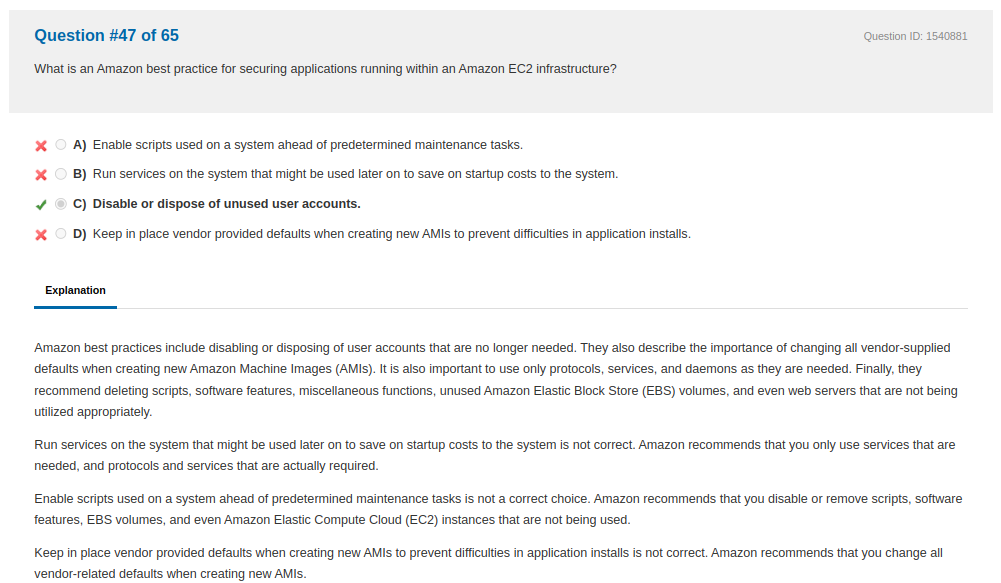 Question #47 of 65
Question ID: 1540881
What is an Amazon best practice for securing applications running within an Amazon EC2 infrastructure?
A) Enable scripts used on a system ahead of predetermined maintenance tasks.
B) Run services on the system that might be used later on to save on startup costs to the system.
C) Disable or dispose of unused user accounts.
D) Keep in place vendor provided defaults when creating new AMIs to prevent difficulties in application installs.
Explanation
Amazon best practices include disabling or disposing of user accounts that are no longer needed. They also describe the importance of changing all vendor-supplied
defaults when creating new Amazon Machine Images (AMIs). It is also important to use only protocols, services, and daemons as they are needed. Finally, they
recommend deleting scripts, software features, miscellaneous functions, unused Amazon Elastic Block Store (EBS) volumes, and even web servers that are not being
utilized appropriately.
Run services on the system that might be used later on to save on startup costs to the system is not correct. Amazon recommends that you only use services that are
needed, and protocols and services that are actually required.
Enable scripts used on a system ahead of predetermined maintenance tasks is not a correct choice. Amazon recommends that you disable or remove scripts, software
features, EBS volumes, and even Amazon Elastic Compute Cloud (EC2) instances that are not being used.
Keep in place vendor provided defaults when creating new AMIs to prevent difficulties in application installs is not correct. Amazon recommends that you change all
vendor-related defaults when creating new AMIs.